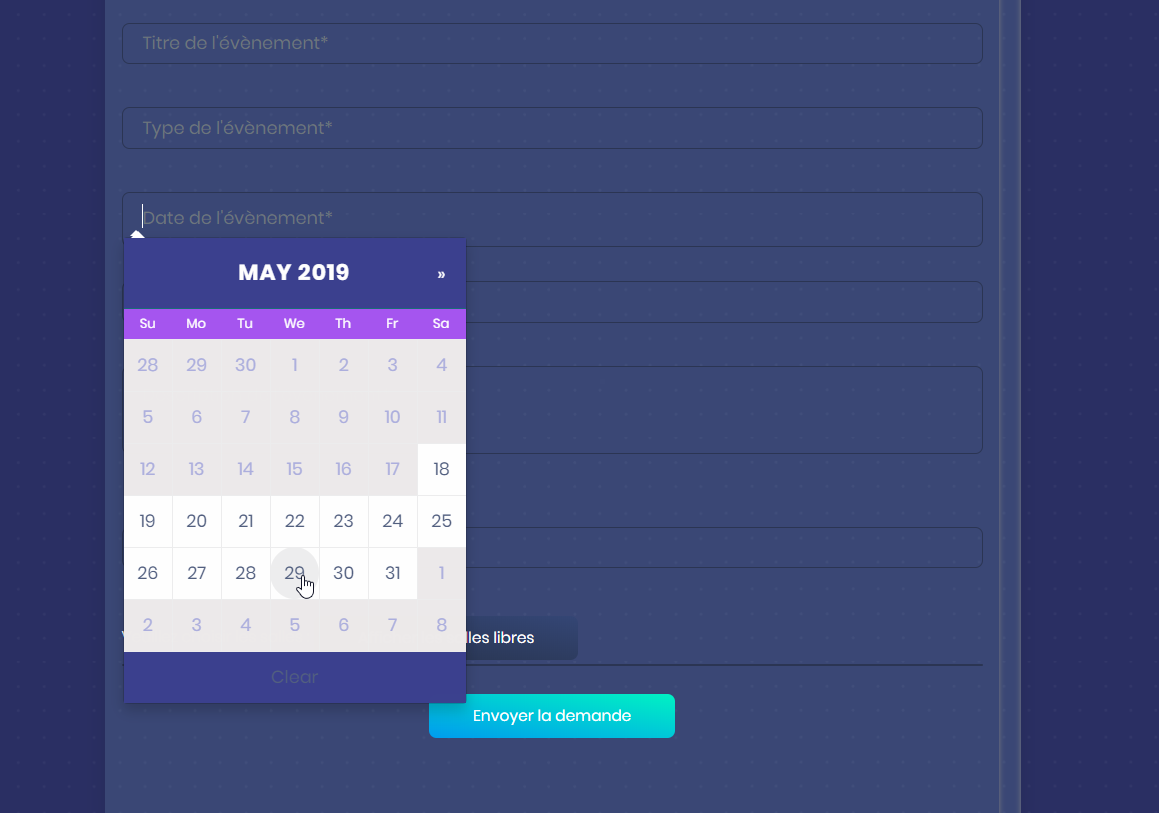 Titre de l'évènement*
Type de l'évènement*
Date de l'évènement*
MAY 2019 »
Su Mo Tu We Th Fr Sa
28 29 30 1 2 3 4
5 6 7 8 9 10 11
12 13 14 15 16 17 18
19 20 21 22 23 24 25
26 27 28 29 30 31 1
2 3 4 5 6 7 8
lles libres
Clear
Envoyer la demande